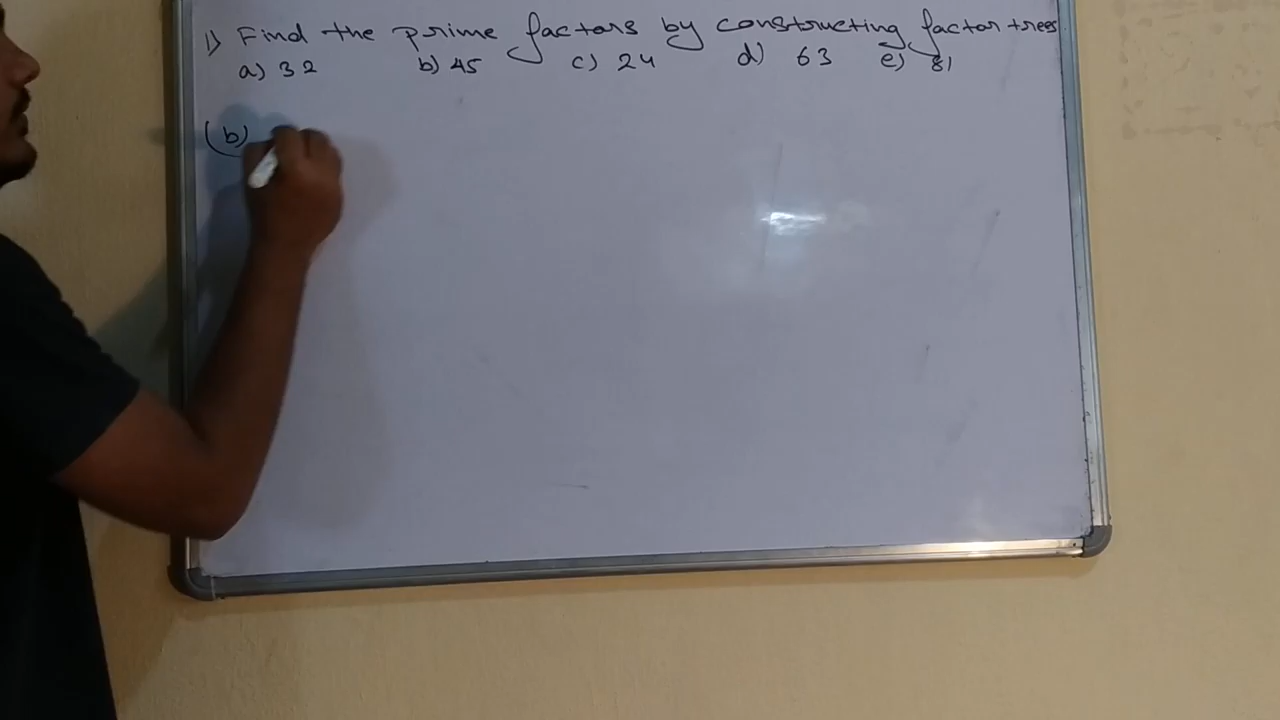 1) Find the prime factors by constructing factor trees
a) 32 b) 45 c) 24 d) 63 e) 81
(b)